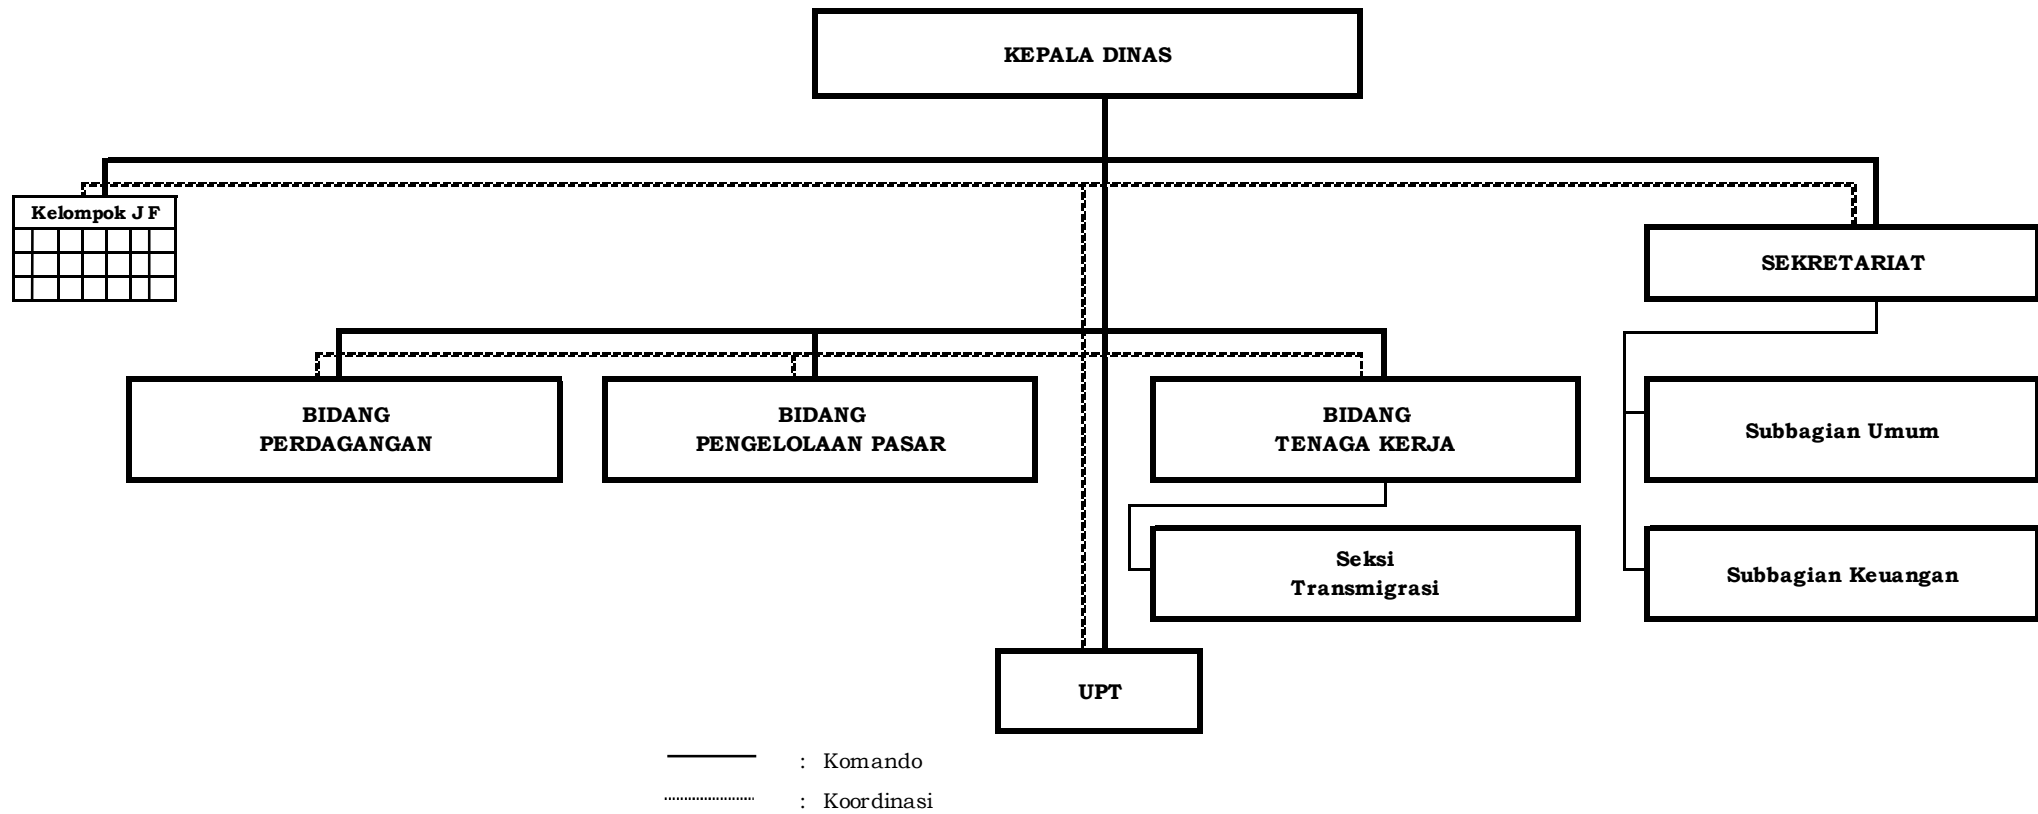 KEPALA DINAS
Kelompok J F
SEKRETARIAT
BIDANG
PERDAGANGAN
BIDANG
PENGELOLAAN PASAR
BIDANG
TENAGA KERJA
Subbagian Umum
Seksi
Transmigrasi
Subbagian Keuangan
UPT
: Komando
: Koordinasi